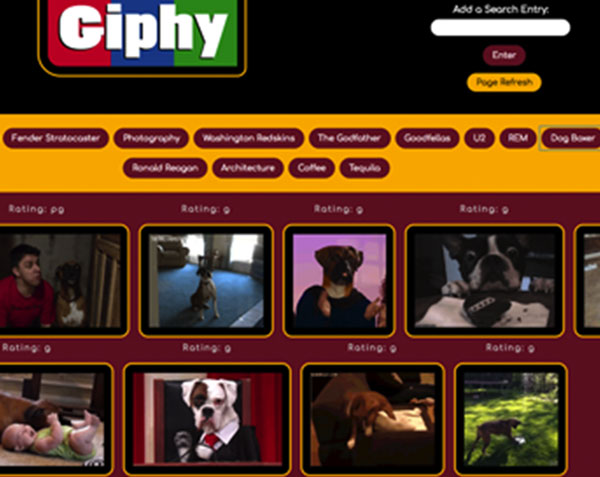 Giphy
Add a Search Entry:
Enter
Page Refresh
Fender Stratocaster Photography Washington Redskins The Godfather Goodfellas U2 REM Dog Boxer
Ronald Reagan Architecture Coffee Tequila
Rating: pg Rating: g Rating: g Rating: g
Rating: g Rating: g Rating: g Rating: g